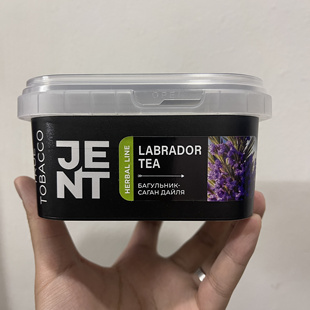 TOBACCO
JE
NT
HERBAL LINE
LABRADOR
TEA
БАГУЛЬНИК-
САГАН ДАЙЛЯ